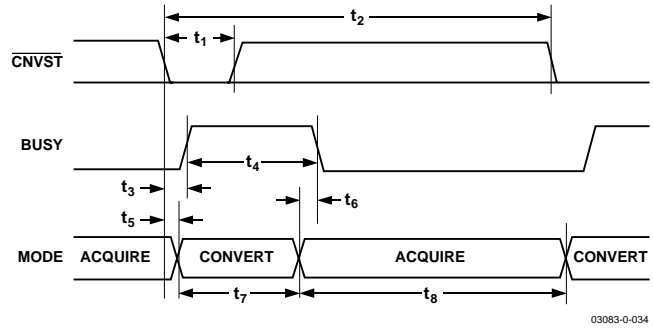 t2
t1
CNVST
BUSY
t4
t3
t6
t5
MODE ACQUIRE CONVERT ACQUIRE CONVERT
t7 t8
03083-0-034